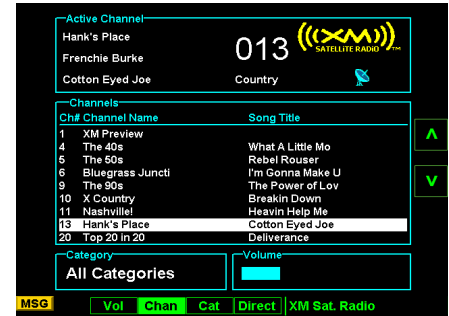 Active Channel
Hank's Place
013
(((XM)))
SATELLITE RADIO TM
Frenchie Burke
Cotton Eyed Joe Country
Channels
Ch# Channel Name Song Title
1 XM Preview
4 The 40s What A Little Mo
5 The 50s Rebel Rouser
6 Bluegrass Juncti I'm Gonna Make U
9 The 90s The Power of Lov
10 X Country Breakin Down
11 Nashville! Heavin Help Me
13 Hank's Place Cotton Eyed Joe
20 Top 20 in 20 Deliverance
Λ
V
Category Volume
All Categories
MSG Vol Chan Cat Direct XM Sat. Radio